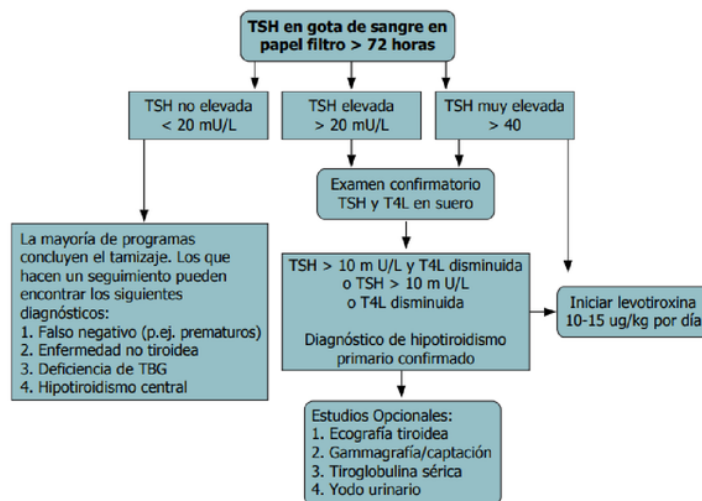 TSH en gota de sangre en
papel filtro > 72 horas
TSH no elevada
< 20 mU/L
TSH elevada
> 20 mU/L
TSH muy elevada
> 40
Examen confirmatorio
TSH y T4L en suero
La mayoría de programas
concluyen el tamizaje. Los que
hacen un seguimiento pueden
encontrar los siguientes
diagnósticos:
1. Falso negativo (p.ej. prematuros)
2. Enfermedad no tiroidea
3. Deficiencia de TBG
4. Hipotiroidismo central
TSH > 10 m U/L y T4L disminuida
o TSH > 10 m U/L
o T4L disminuida
Diagnóstico de hipotiroidismo
primario confirmado
Iniciar levotiroxina
10-15 ug/kg por día
Estudios Opcionales:
1. Ecografía tiroidea
2. Gammagrafía/captación
3. Tiroglobulina sérica
4. Yodo urinario